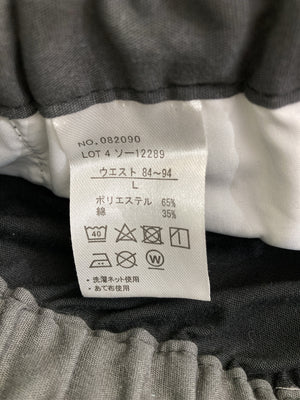 NO.082090
LOT 4 ソー12289
ウエスト 84〜94
L
ポリエステル 65%
綿 35%
40
W
・洗濯ネット使用
・あて布使用